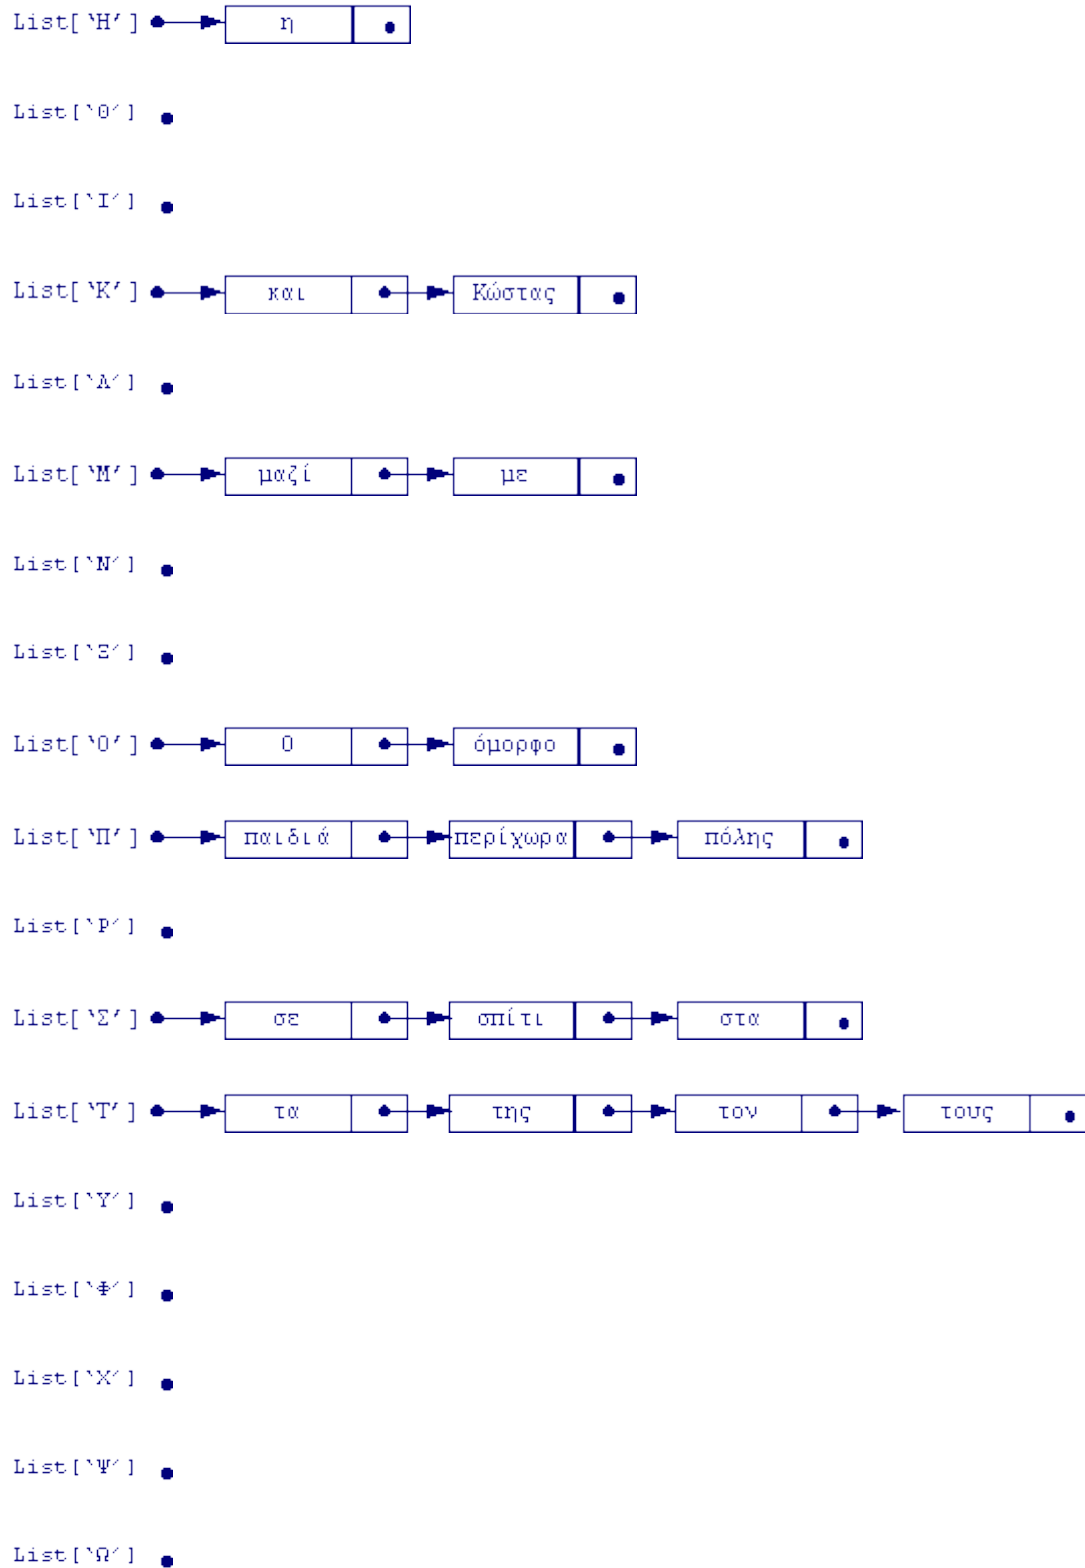 List[`Η΄] η
List[`Θ΄]
List[`Ι΄]
List[`Κ΄] και Κώστας
List[`Λ΄]
List[`Μ΄] μαζί με
List[`Ν΄]
List[`Ξ΄]
List[`Ο΄] Ο όμορφο
List[`Π΄] παιδιά περίχωρα πόλης
List[`Ρ΄]
List[`Σ΄] σε σπίτι στα
List[`Τ΄] τα της τον τους
List[`Υ΄]
List[`Φ΄]
List[`Χ΄]
List[`Ψ΄]
List[`Ω΄]